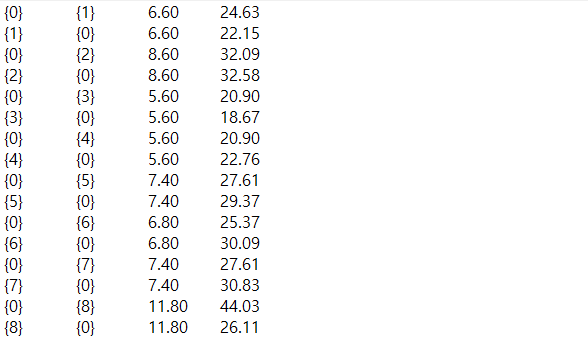 {0} {1} 6.60 24.63
{1} {0} 6.60 22.15
{0} {2} 8.60 32.09
{2} {0} 8.60 32.58
{0} {3} 5.60 20.90
{3} {0} 5.60 18.67
{0} {4} 5.60 20.90
{4} {0} 5.60 22.76
{0} {5} 7.40 27.61
{5} {0} 7.40 29.37
{0} {6} 6.80 25.37
{6} {0} 6.80 30.09
{0} {7} 7.40 27.61
{7} {0} 7.40 30.83
{0} {8} 11.80 44.03
{8} {0} 11.80 26.11